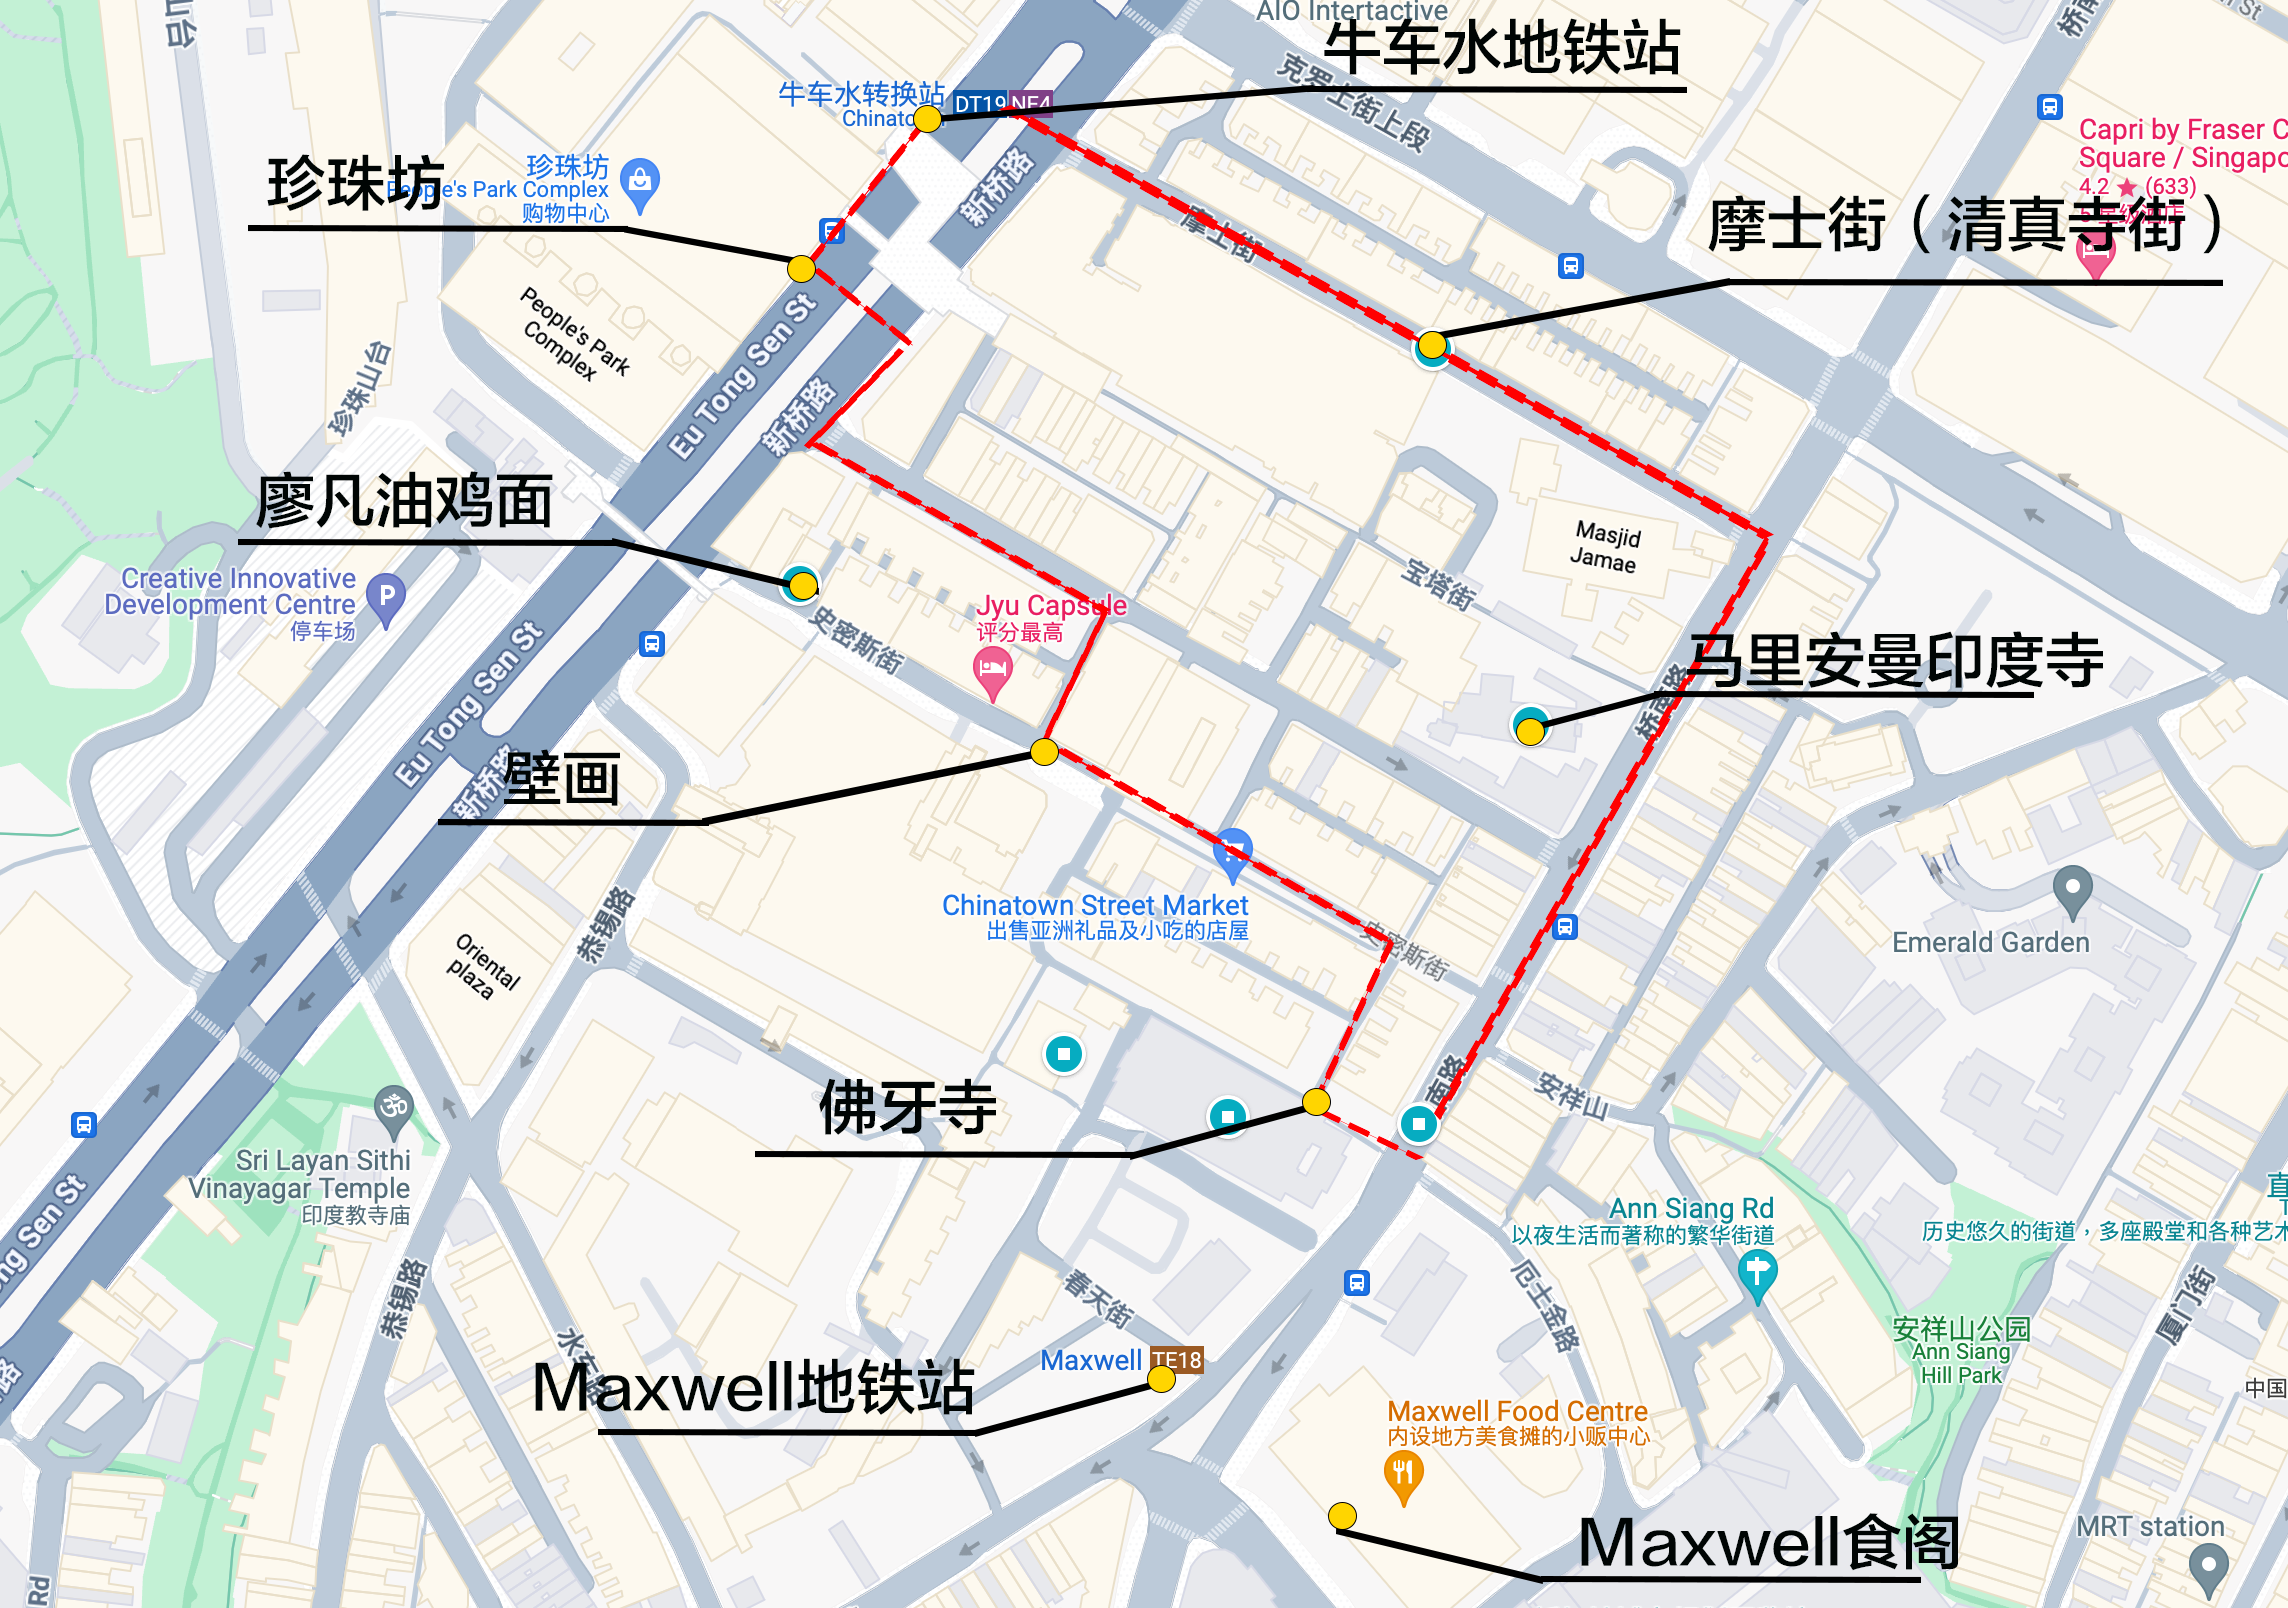 AIO Intertactive
牛车水地铁站
克罗士街上段
牛车水转换站
DT19 NE4
Capri by Fraser C
Square / Singapo
4.2 ★ (633)
珍珠坊
珍珠坊
People's Park Complex
购物中心
新桥路
摩士街
摩士街（清真寺街）
People's Park
Complex
Eu Tong Sen St
珍珠山台
新桥路
廖凡油鸡面
Masjid
Jamae
宝塔街
Creative Innovative
Development Centre
停车场
P
Jyu Capsule
评分最高
史密斯街
马里安曼印度寺
桥南路
Eu Tong Sen St
新桥路
壁画
Chinatown Street Market
出售亚洲礼品及小吃的店屋
史密斯街
恭锡路
Oriental
plaza
Emerald Garden
佛牙寺
南路
安祥山
Sri Layan Sithi
Vinayagar Temple
印度教寺庙
ng Sen St
Ann Siang Rd
以夜生活而著称的繁华街道
历史悠久的街道，多座殿堂和各种艺术
恭锡路
春天街
厄士金路
厦门街
安祥山公园
Ann Siang
Hill Park
水车路
Maxwell TE18
Maxwell地铁站
中国
Maxwell Food Centre
内设地方美食摊的小贩中心
Maxwell食阁
MRT station
Rd